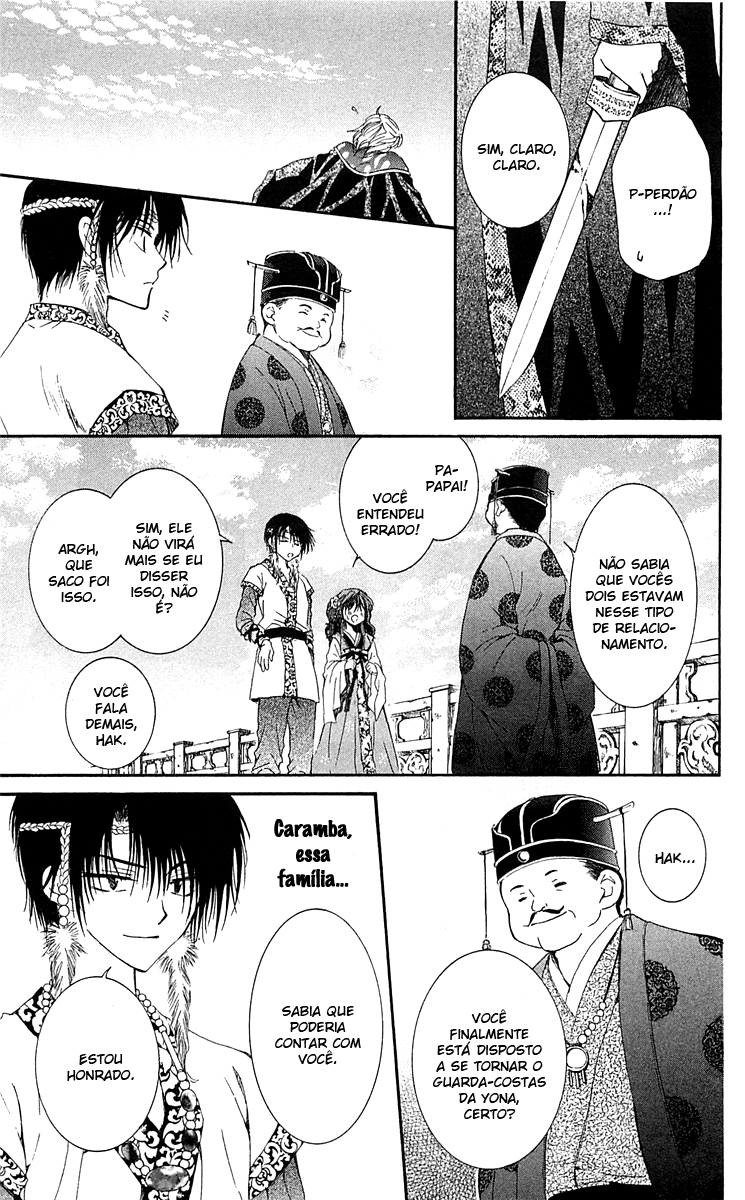 P-PERDÃO
...!
SIM, CLARO,
CLARO.
NÃO SABIA
QUE VOCÊS
DOIS ESTAVAM
NESSE TIPO
DE RELACIO-
NAMENTO.
PA-
PAPAI!
VOCÊ
ENTENDEU
ERRADO!
SIM, ELE
NÃO VIRÁ
MAIS SE EU
DISSER
ISSO, NÃO
É?
ARGH,
QUE
SACO FOI
ISSO.
VOCÊ
FALA
DEMAIS,
HAK.
HAK...
VOCÊ
FINALMENTE
ESTÁ DISPOSTO
A SE TORNAR O
GUARDA-COSTAS
DA YONA,
CERTO?
Caramba,
essa
família...
SABIA QUE
PODERIA
CONTAR COM
VOCÊ.
ESTOU
HONRADO.